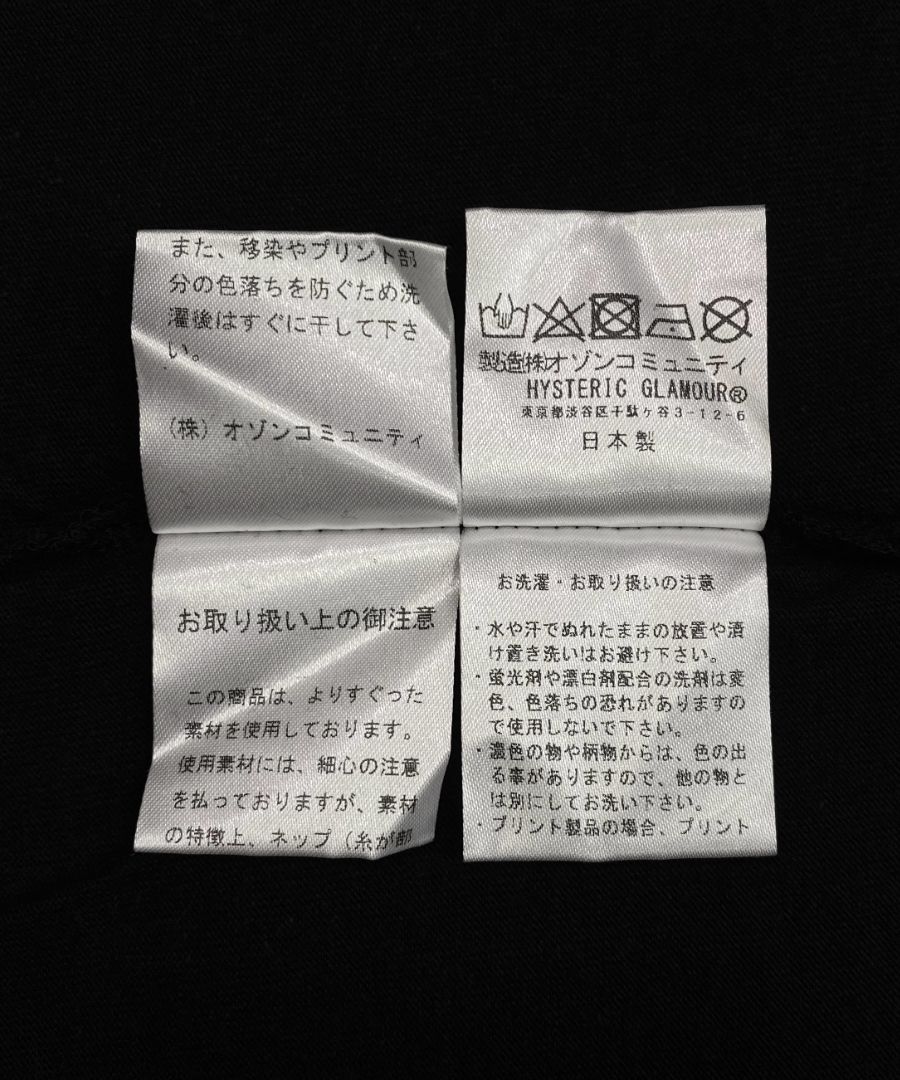 また、移染やプリント部
分の色落ちを防ぐため洗
濯後はすぐに干して下さ
い。
(株)オゾンコミュニティ
製造(株)オゾンコミュニティ
HYSTERIC GLAMOUR®
東京都渋谷区千駄ヶ谷3-12-6
日本製
お取り扱い上の御注意
この商品は、よりすぐった
素材を使用しております。
使用素材には、細心の注意
を払っておりますが、素材
の特徴上、ネップ(糸が部
お洗濯・お取り扱いの注意
・水や汗でぬれたままの放置や漬
け置き洗いはお避け下さい。
・蛍光剤や漂白剤配合の洗剤は変
色、色落ちの恐れがありますの
で使用しないで下さい。
・濃色の物や柄物からは、色の出
る事がありますので、他の物と
は別にしてお洗い下さい。
・プリント製品の場合、プリント